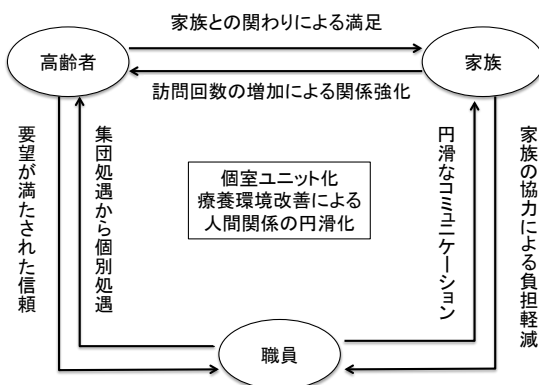 家族との関わりによる満足
高齢者
家族
訪問回数の増加による関係強化
要望が満たされた信頼
集団処遇から個別処遇
個室ユニット化
療養環境改善による
人間関係の円滑化
円滑なコミュニケーション
家族の協力による負担軽減
職員